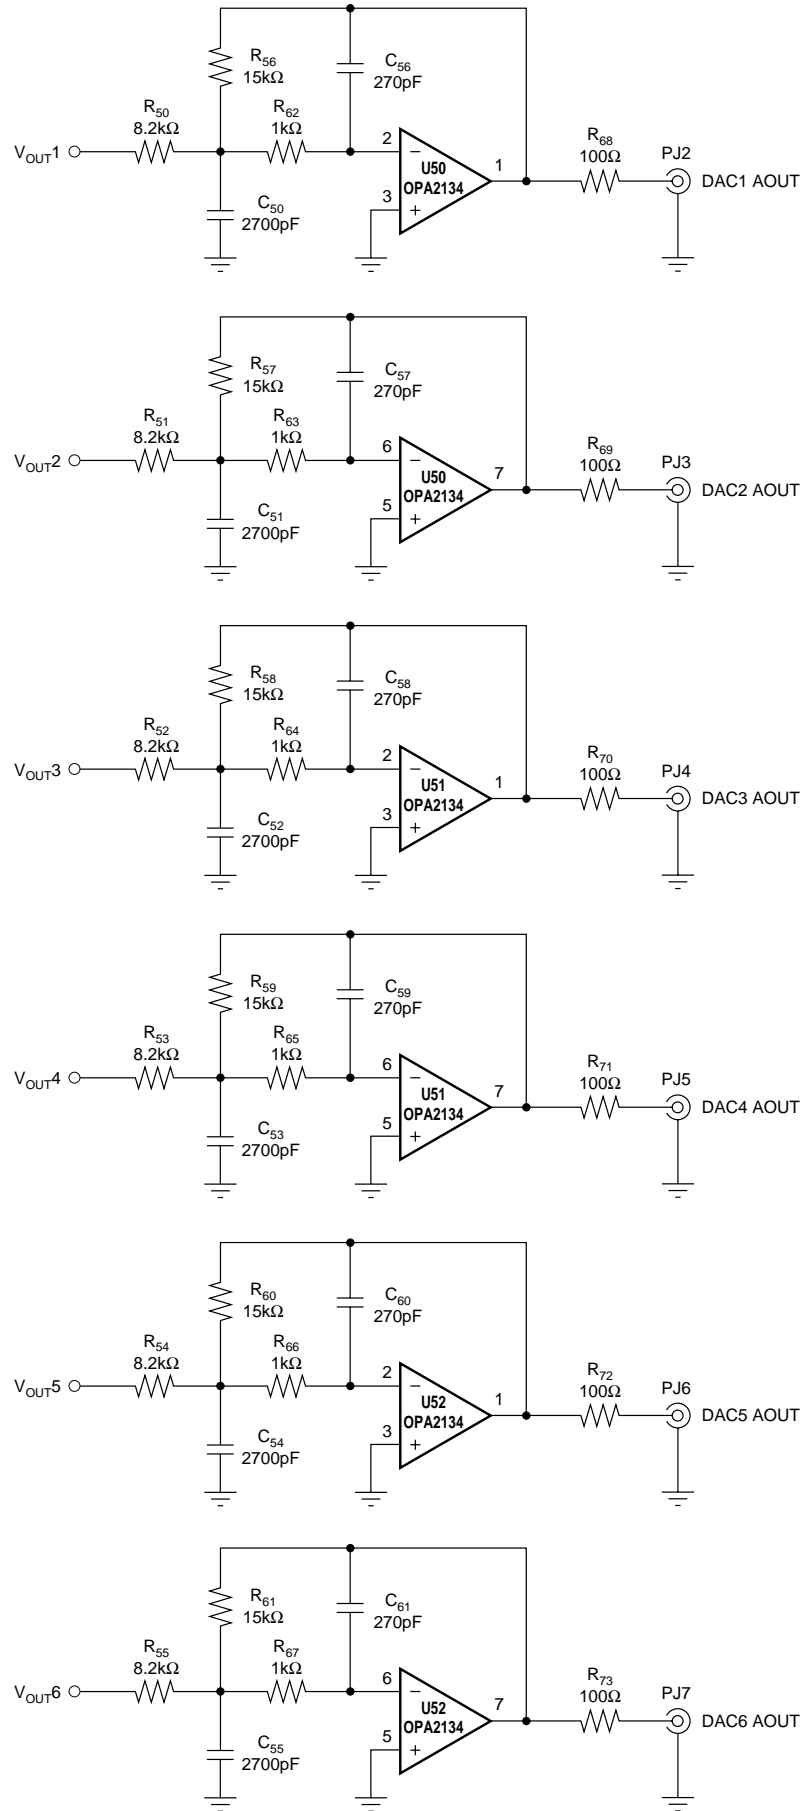 R56
15kΩ
C56
270pF
R50
8.2kΩ
R62
1kΩ
VOUT1
2
–
U50
OPA2134
1
3
+
R68
100Ω
PJ2
DAC1 AOUT
C50
2700pF
R57
15kΩ
C57
270pF
R51
8.2kΩ
R63
1kΩ
VOUT2
6
–
U50
OPA2134
7
5
+
R69
100Ω
PJ3
DAC2 AOUT
C51
2700pF
R58
15kΩ
C58
270pF
R52
8.2kΩ
R64
1kΩ
VOUT3
2
–
U51
OPA2134
1
3
+
R70
100Ω
PJ4
DAC3 AOUT
C52
2700pF
R59
15kΩ
C59
270pF
R53
8.2kΩ
R65
1kΩ
VOUT4
6
–
U51
OPA2134
7
5
+
R71
100Ω
PJ5
DAC4 AOUT
C53
2700pF
R60
15kΩ
C60
270pF
R54
8.2kΩ
R66
1kΩ
VOUT5
2
–
U52
OPA2134
1
3
+
R72
100Ω
PJ6
DAC5 AOUT
C54
2700pF
R61
15kΩ
C61
270pF
R55
8.2kΩ
R67
1kΩ
VOUT6
6
–
U52
OPA2134
7
5
+
R73
100Ω
PJ7
DAC6 AOUT
C55
2700pF